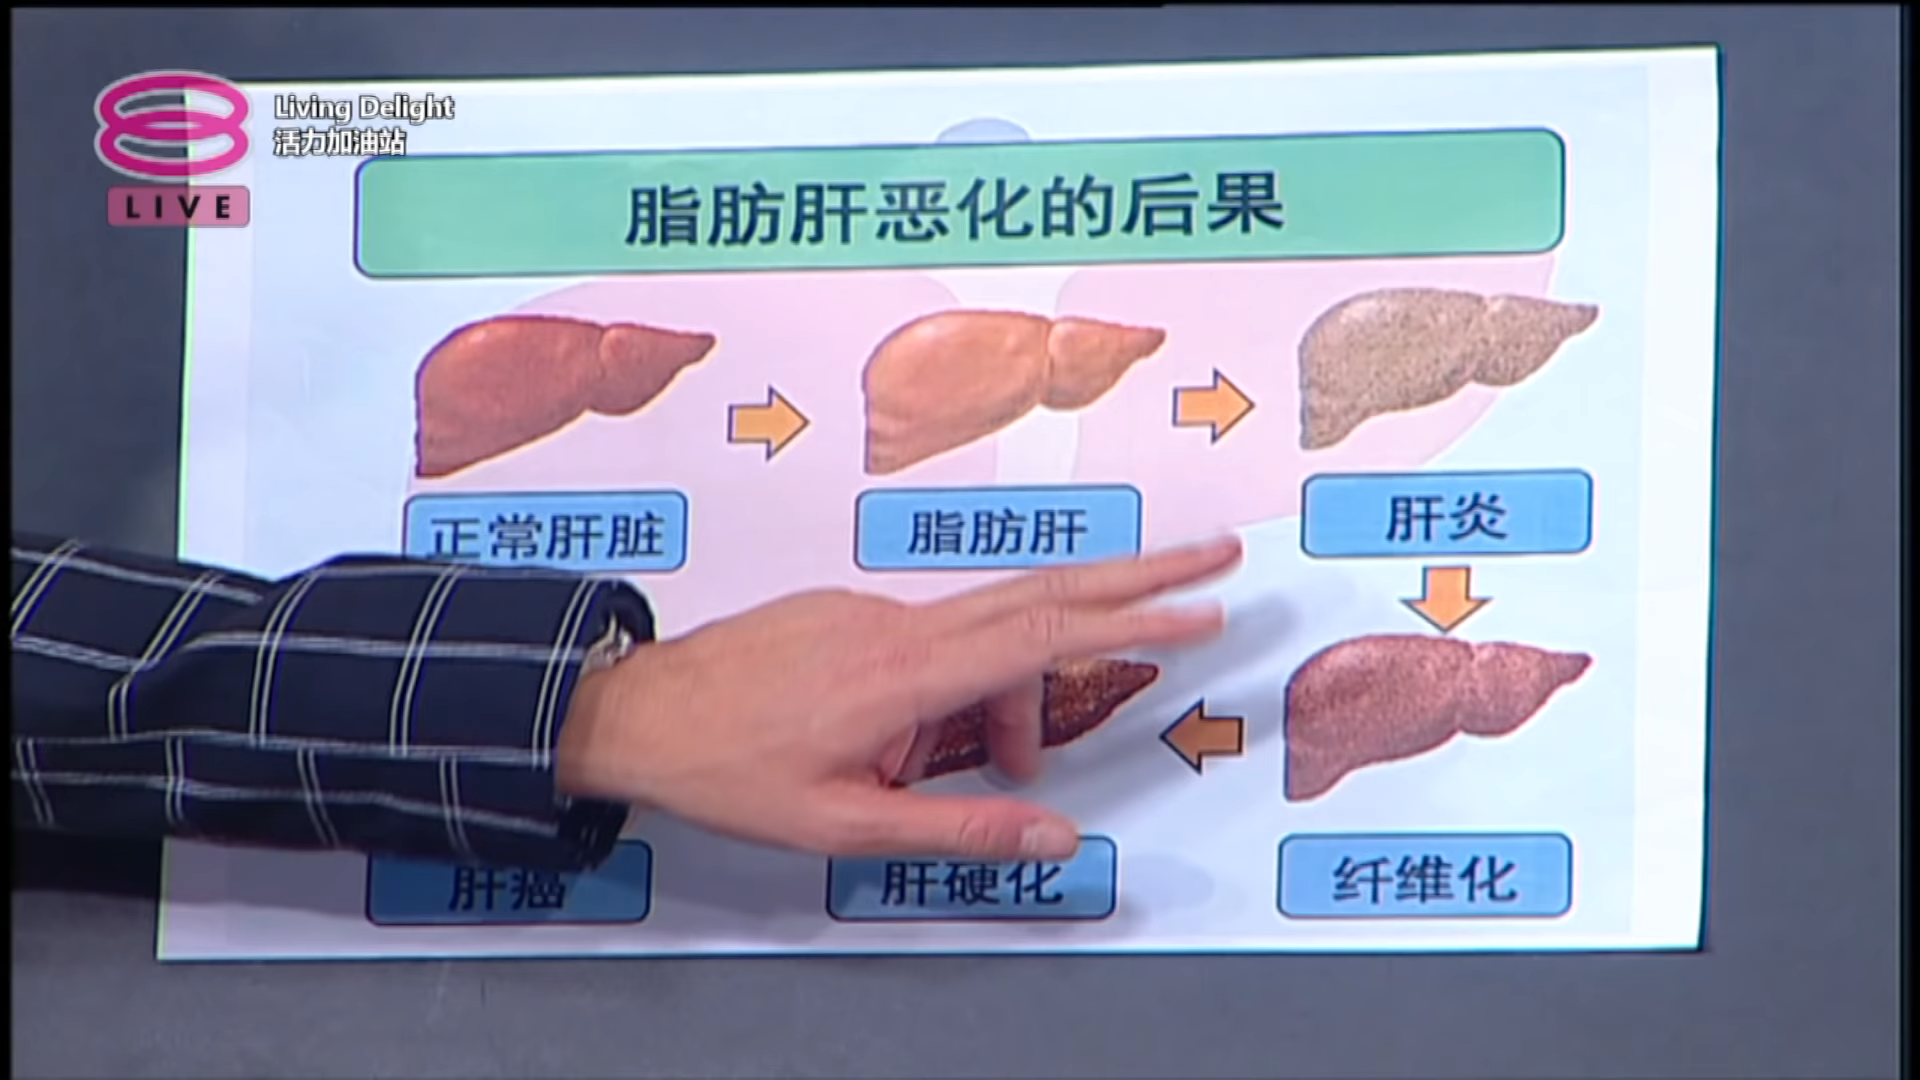 Living Delight
活力加油站
LIVE
脂肪肝恶化的后果
正常肝脏
脂肪肝
肝炎
肝癌
肝硬化
纤维化